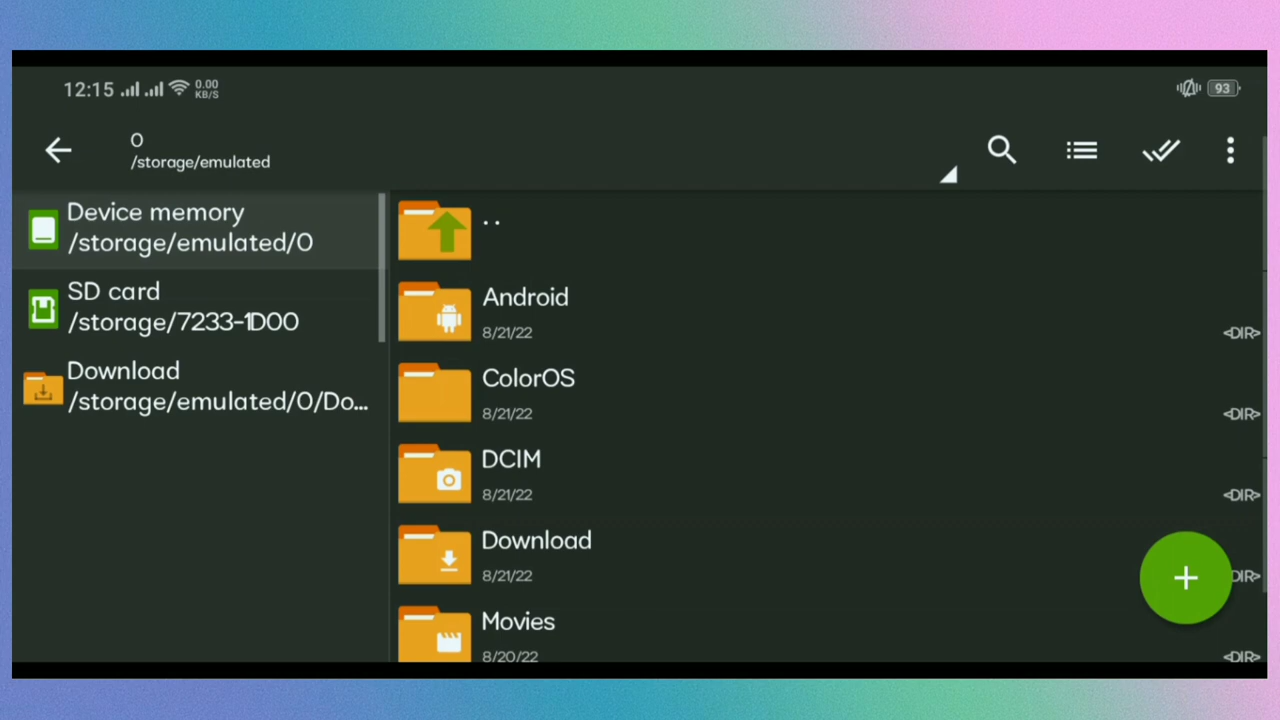 12:15 0.00 KB/S 93
0
/storage/emulated
Device memory
/storage/emulated/0
SD card
/storage/7233-1D00
Download
/storage/emulated/0/Do...
..
Android
8/21/22 <DIR>
ColorOS
8/21/22 <DIR>
DCIM
8/21/22 <DIR>
Download
8/21/22 DIR>
Movies
8/20/22 <DIR>